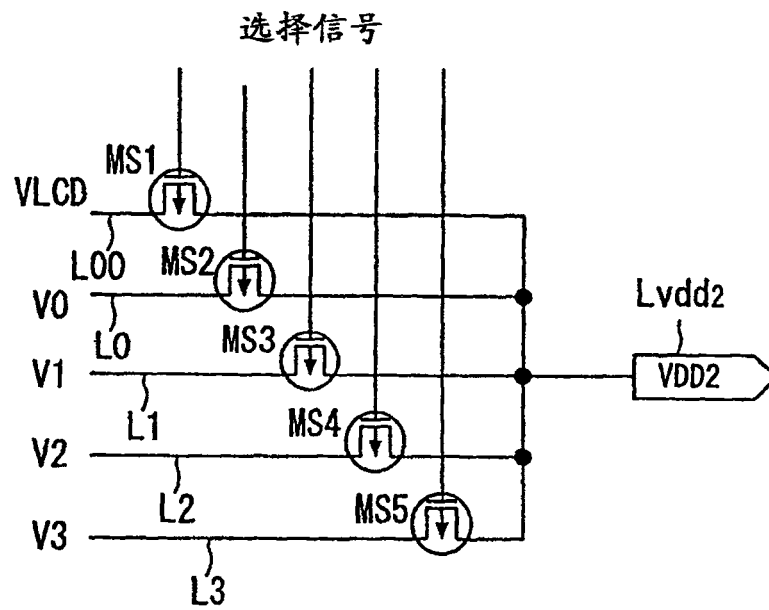 选择信号
MS1
VLCD
L00
MS2
V0
L0
MS3
Lvdd2
V1
VDD2
L1
MS4
V2
L2
MS5
V3
L3